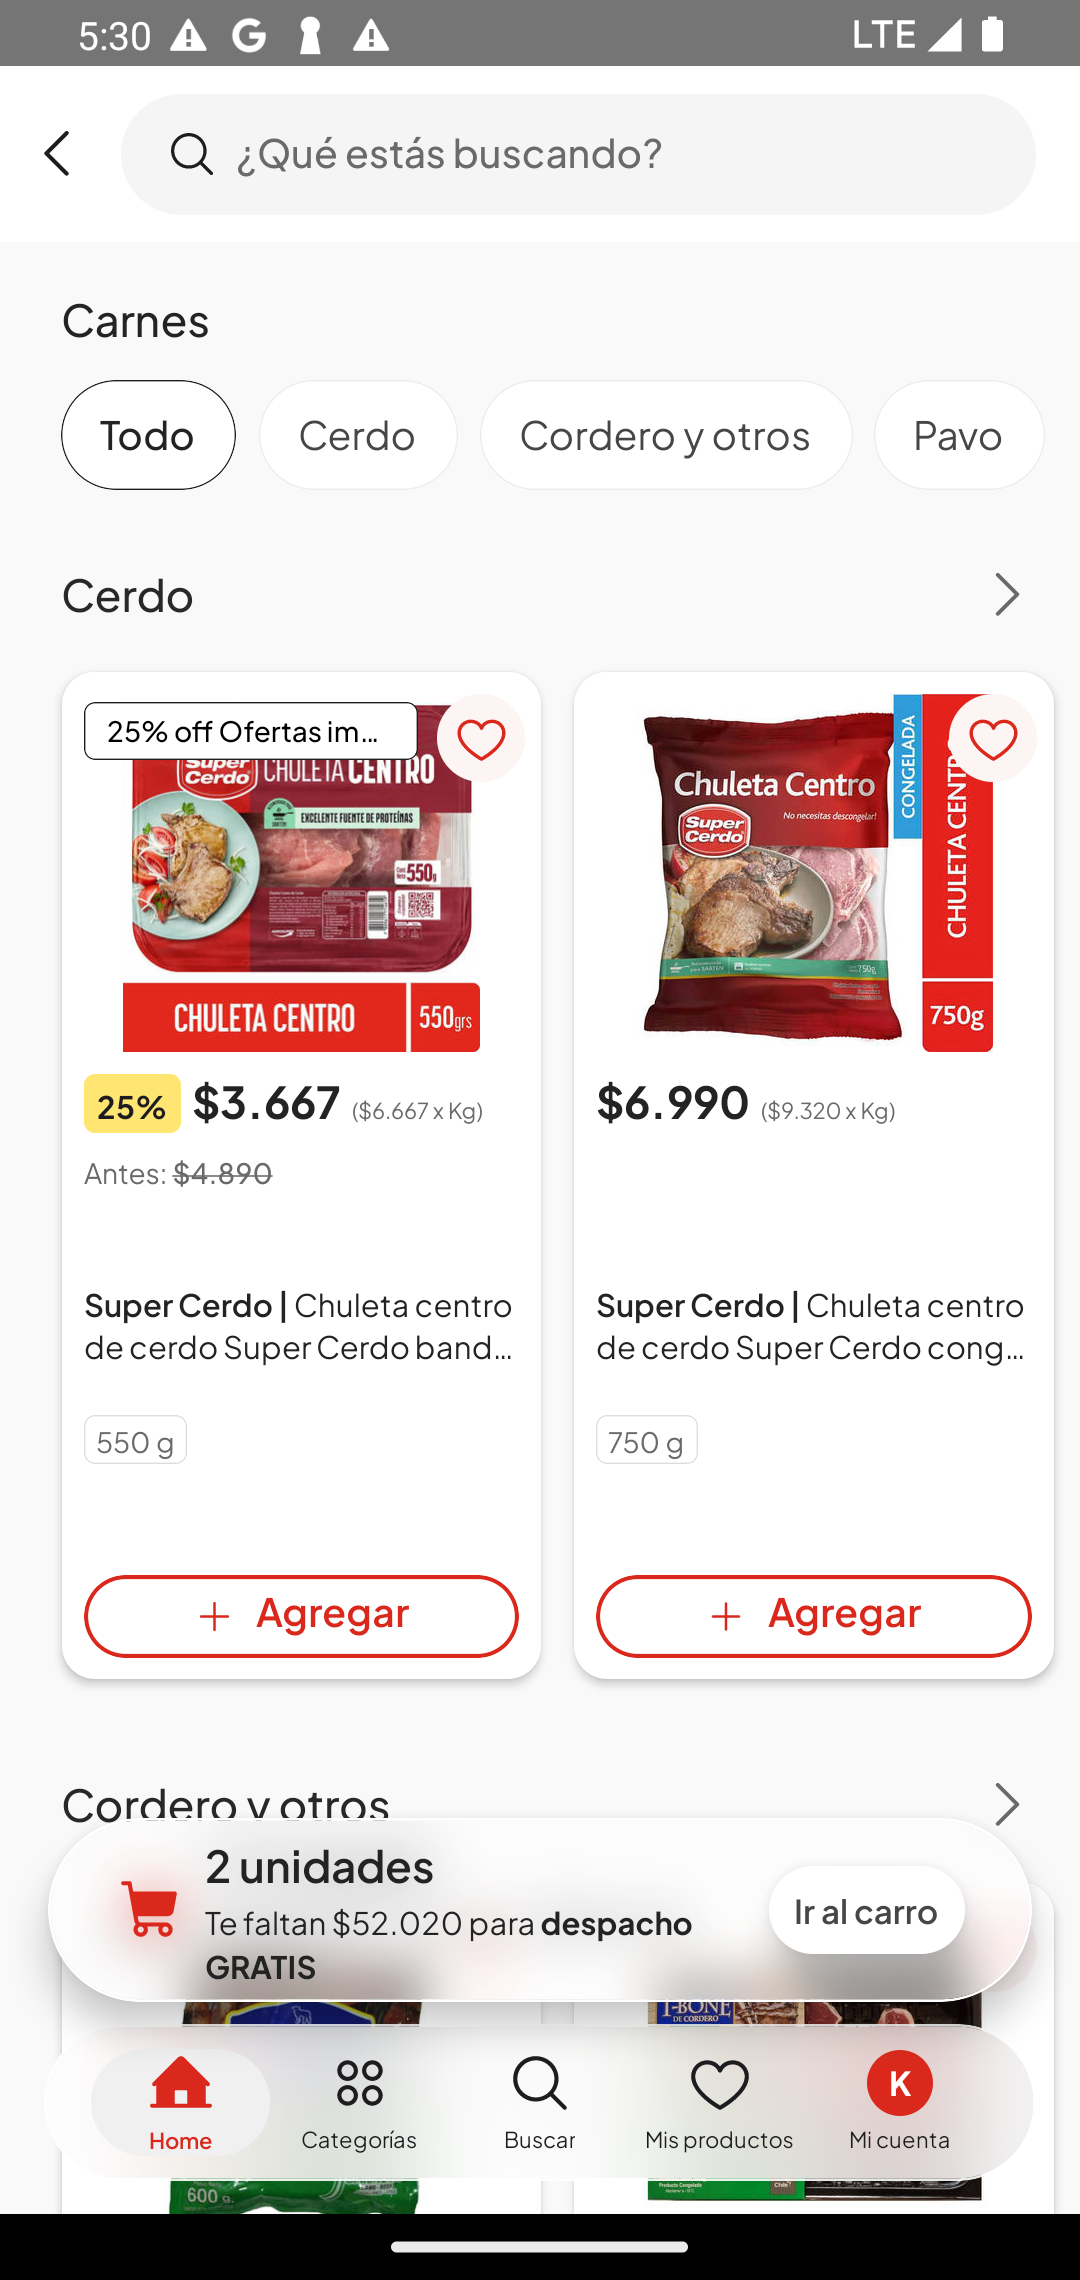 5:30
LTE
¿Qué estás buscando?
Carnes
Todo
Cerdo
Cordero y otros
Pavo
Cerdo
25% off Ofertas im...
Super
Cerdo
CHULETA CENTRO
EXCELENTE FUENTE DE PROTEÍNAS
550g
CHULETA CENTRO
550grs
Chuleta Centro
No necesitas descongelar!
Super
Cerdo
750g
CONGELADA
CHULETA CENTR
750g
25%
$3.667
($6.667 x Kg)
Antes: $4.890
$6.990
($9.320 x Kg)
Super Cerdo | Chuleta centro
de cerdo Super Cerdo band...
550 g
Super Cerdo | Chuleta centro
de cerdo Super Cerdo cong...
750 g
+ Agregar
+ Agregar
Cordero y otros
2 unidades
Te faltan $52.020 para despacho
GRATIS
Ir al carro
T-BONE
DE CORDERO
Home
Categorías
Buscar
Mis productos
K
Mi cuenta
600 g.
Producto Congelado